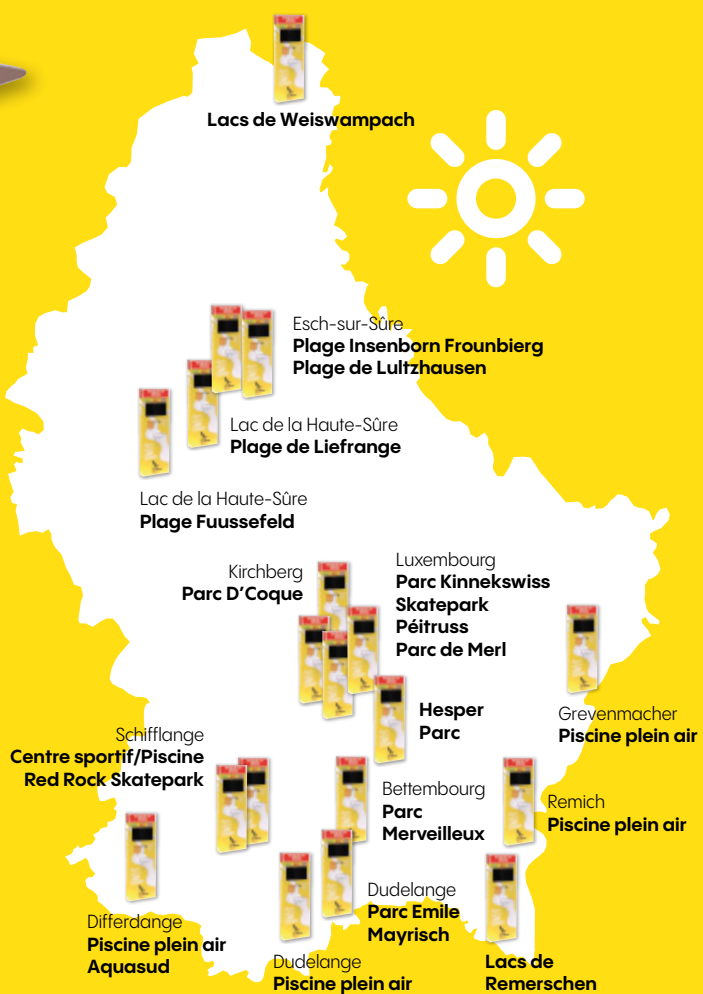 Lacs de Weiswampach
Esch-sur-Sûre
Plage Insenborn Frounbierg
Plage de Lultzhausen
Lac de la Haute-Sûre
Plage de Liefrange
Lac de la Haute-Sûre
Plage Fuussefeld
Kirchberg
Parc D'Coque
Luxembourg
Parc Kinnekswiss
Skatepark
Péitruss
Parc de Merl
Hesper
Parc
Grevenmacher
Piscine plein air
Schifflange
Centre sportif/Piscine
Red Rock Skatepark
Bettembourg
Parc
Merveilleux
Remich
Piscine plein air
Differdange
Piscine plein air
Aquasud
Dudelange
Parc Emile
Mayrisch
Dudelange
Piscine plein air
Lacs de
Remerschen